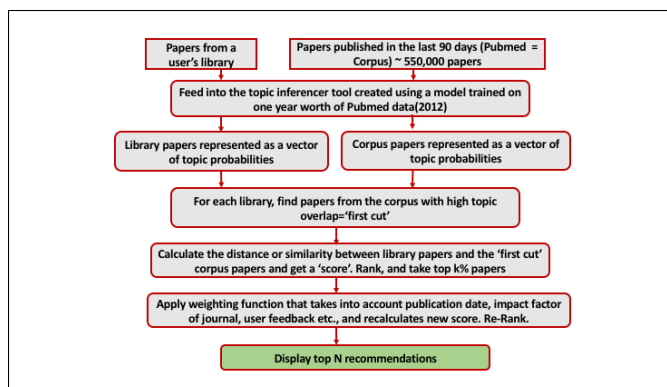 Papers from a
user's library
Papers published in the last 90 days (Pubmed =
Corpus) ~ 550,000 papers
Feed into the topic inferencer tool created using a model trained on
one year worth of Pubmed data(2012)
Library papers represented as a vector
of topic probabilities
Corpus papers represented as a vector of
topic probabilities
For each library, find papers from the corpus with high topic
overlap='first cut'
Calculate the distance or similarity between library papers and the 'first cut'
corpus papers and get a 'score'. Rank, and take top k% papers
Apply weighting function that takes into account publication date, impact factor
of journal, user feedback etc., and recalculates new score. Re-Rank.
Display top N recommendations